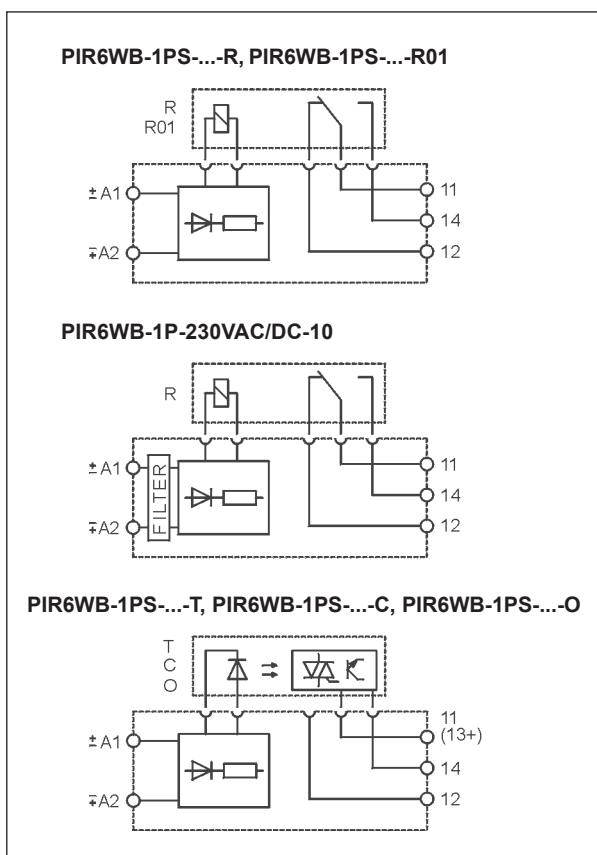 PIR6WB-1PS-...-R, PIR6WB-1PS-...-R01
R
R01
± A1
∓ A2
11
14
12
PIR6WB-1P-230VAC/DC-10
R
± A1
∓ A2
FILTER
11
14
12
PIR6WB-1PS-...-T, PIR6WB-1PS-...-C, PIR6WB-1PS-...-O
T
C
O
± A1
∓ A2
11
(13+)
14
12